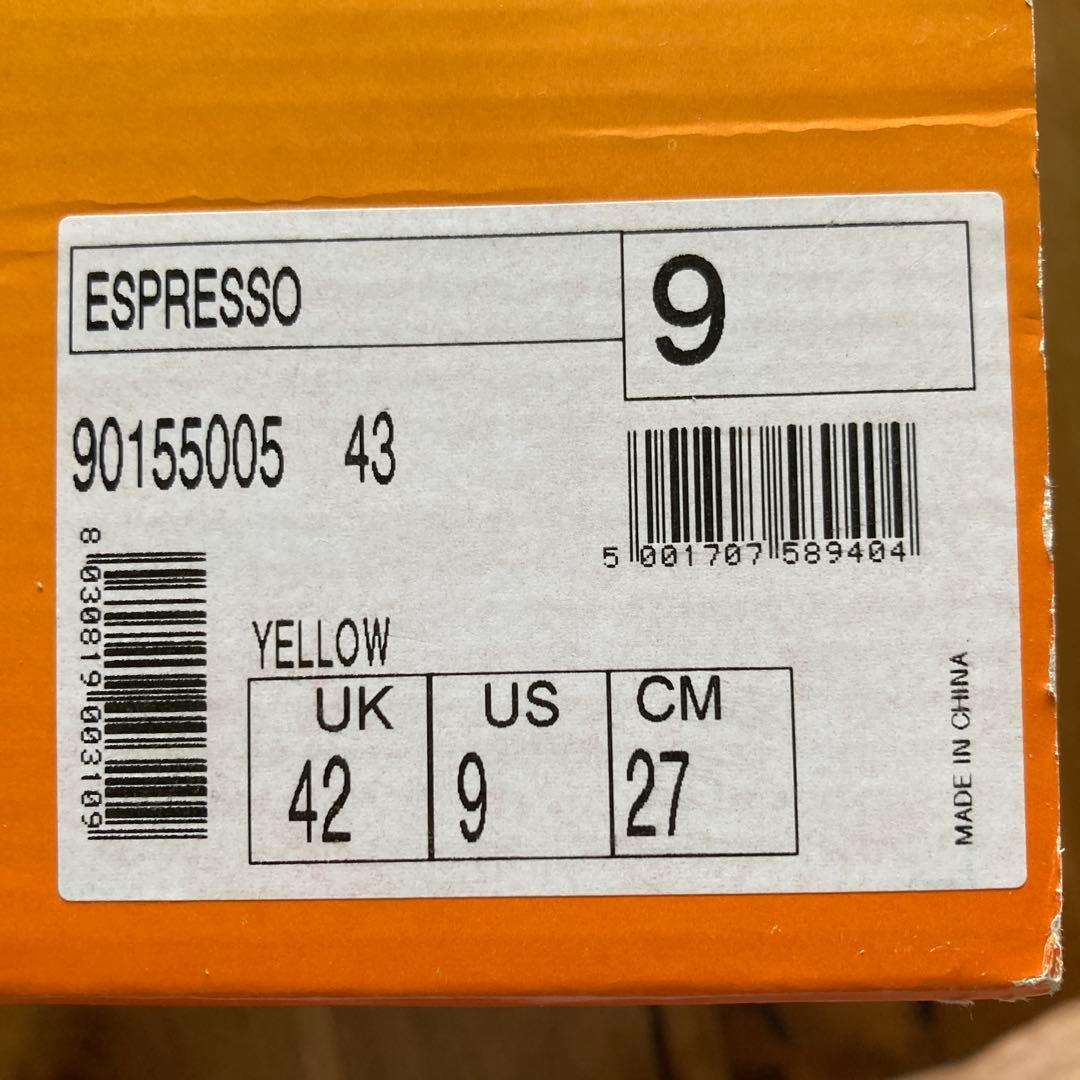 ESPRESSO
9
90155005 43
5 001707 589404
8 030819 003109
YELLOW
UK US CM
42 9 27
MADE IN CHINA